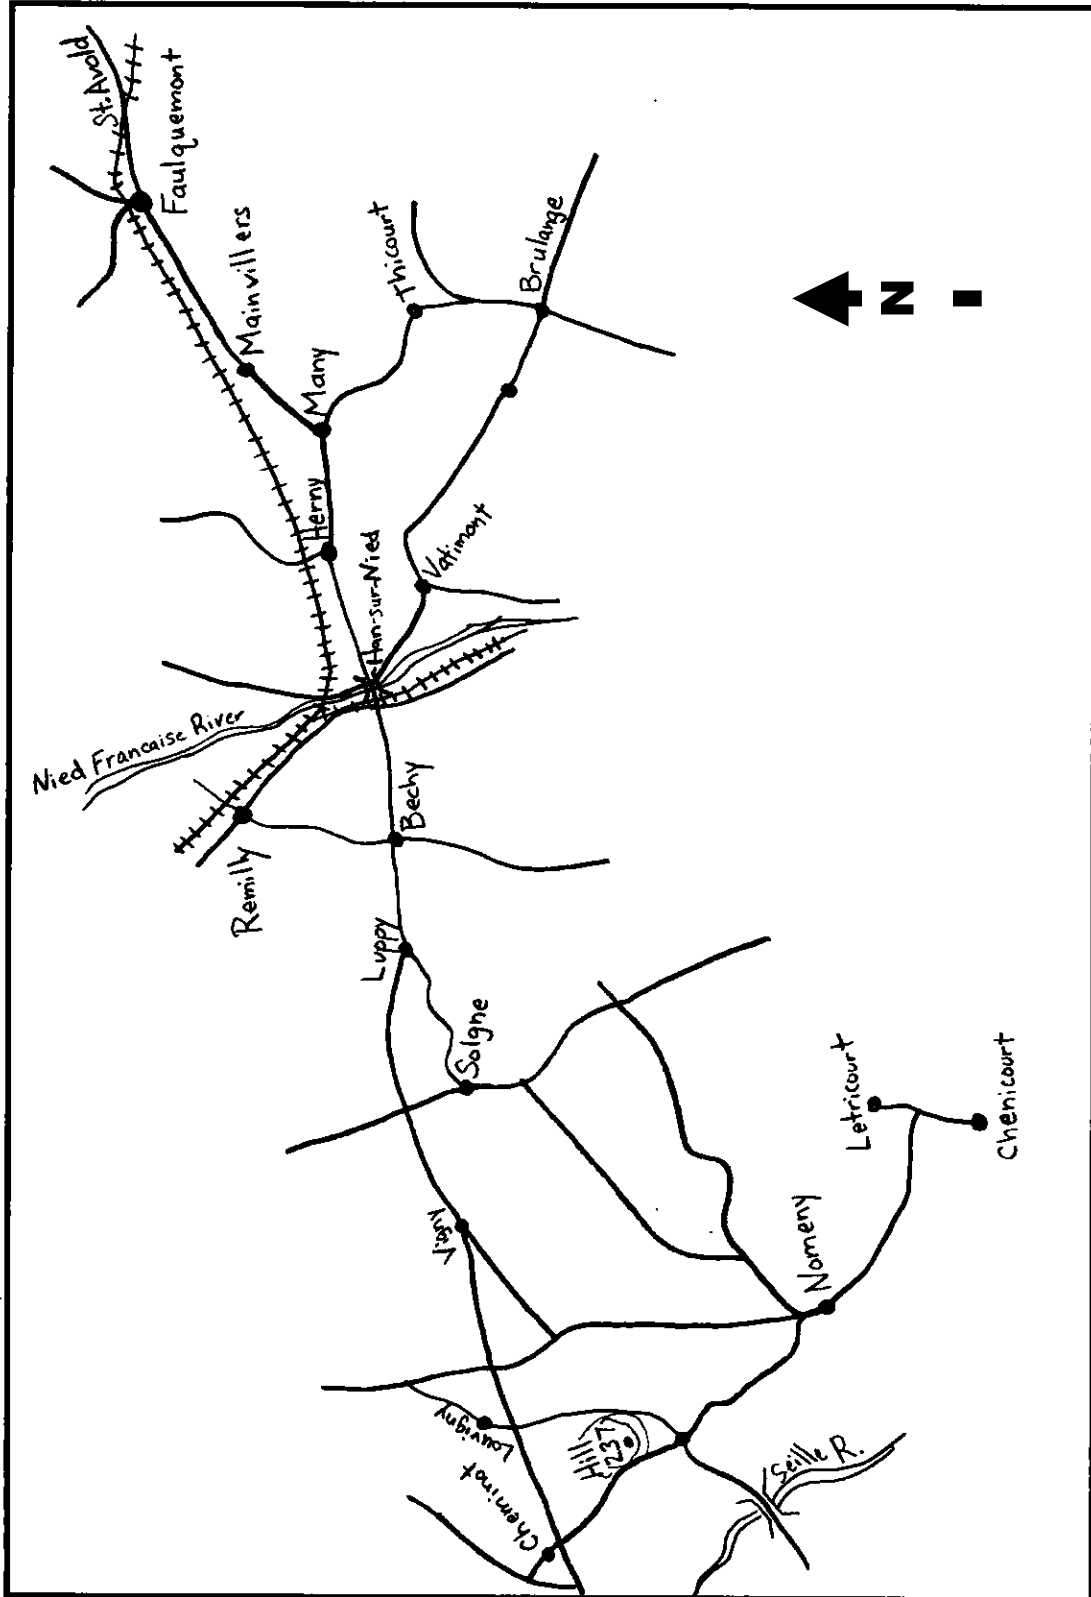 St. Avold
Faulquemont
Mainvillers
Many
Thicourt
Brulange
Herny
Han-sur-Nied
Vatimont
Nied Francaise River
Remilly
Bechy
Luppy
Solgne
Vigny
Louvigny
Cheminot
Hill
237
Seille R.
Nomeny
Letricourt
Chenicourt
N